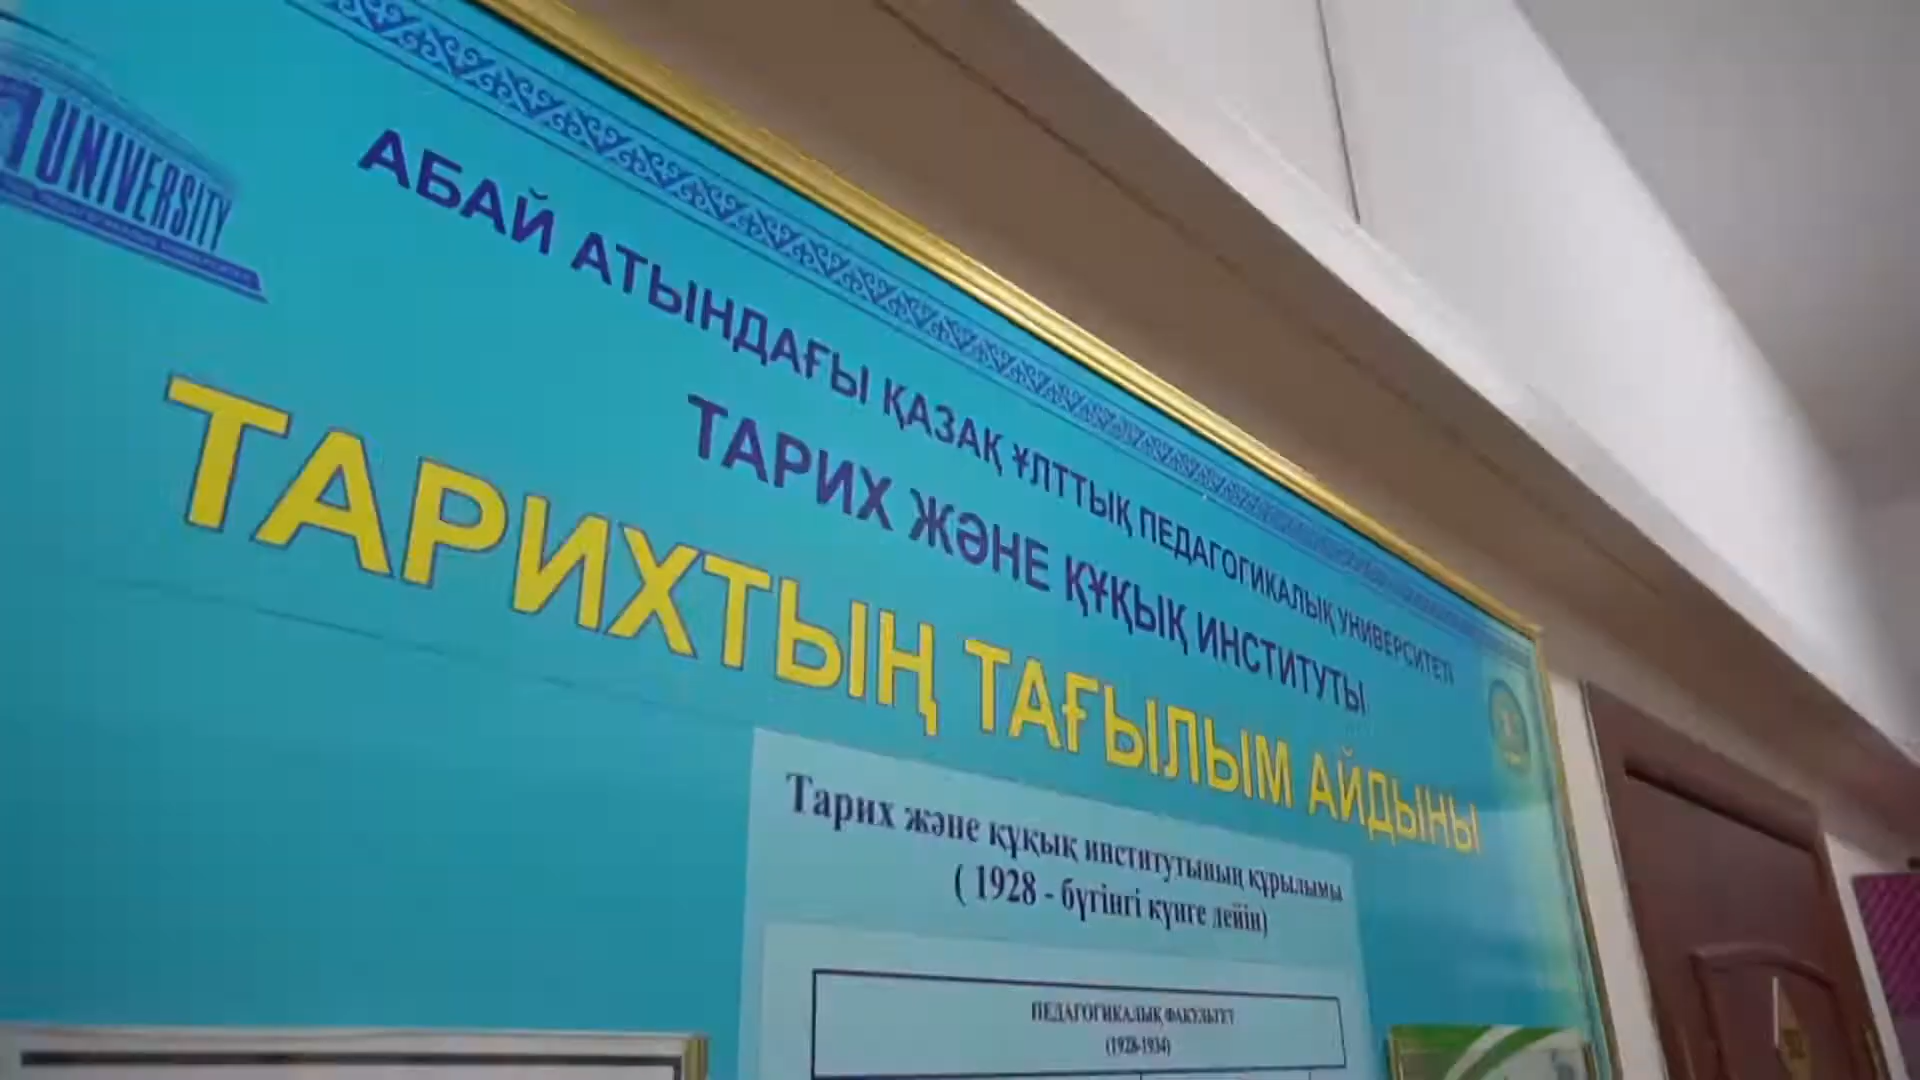 UNIVERSITY
АБАЙ АТЫНДАҒЫ ҚАЗАҚ ҰЛТТЫҚ ПЕДАГОГИКАЛЫҚ УНИВЕРСИТЕТІ
ТАРИХ ЖӘНЕ ҚҰҚЫҚ ИНСТИТУТЫ
ТАРИХТЫҢ ТАҒЫЛЫМ АЙДЫНЫ
Тарих және құқық институтының құрылымы
( 1928 - бүгінгі күнге дейін)
ПЕДАГОГИКАЛЫҚ ФАКУЛЬТЕТ
(1928-1934)